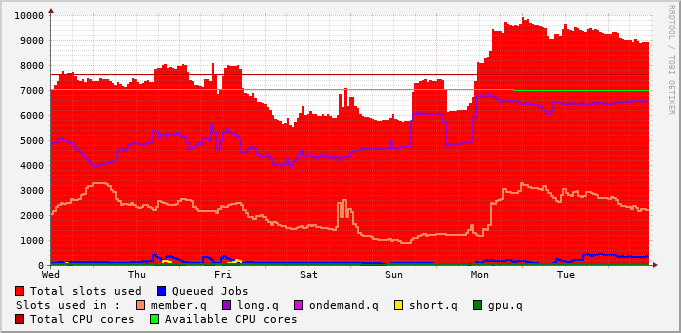 10000
9000
8000
7000
6000
5000
4000
3000
2000
1000
0
Wed Thu Fri Sat Sun Mon Tue
RRDTOOL / TOBI OETIKER
Total slots used Queued Jobs
Slots used in : member.q long.q ondemand.q short.q gpu.q
Total CPU cores Available CPU cores